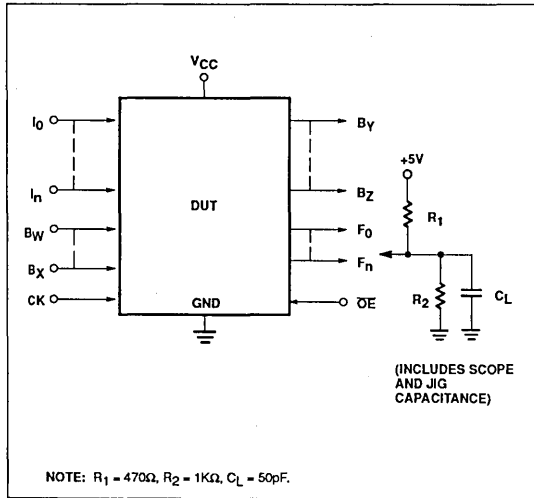 VCC
I0
In
BW
BX
CK
DUT
GND
BY
BZ
F0
Fn
OE
+5V
R1
R2
CL
(INCLUDES SCOPE
AND JIG
CAPACITANCE)
NOTE: R1 = 470Ω, R2 = 1KΩ, CL = 50pF.